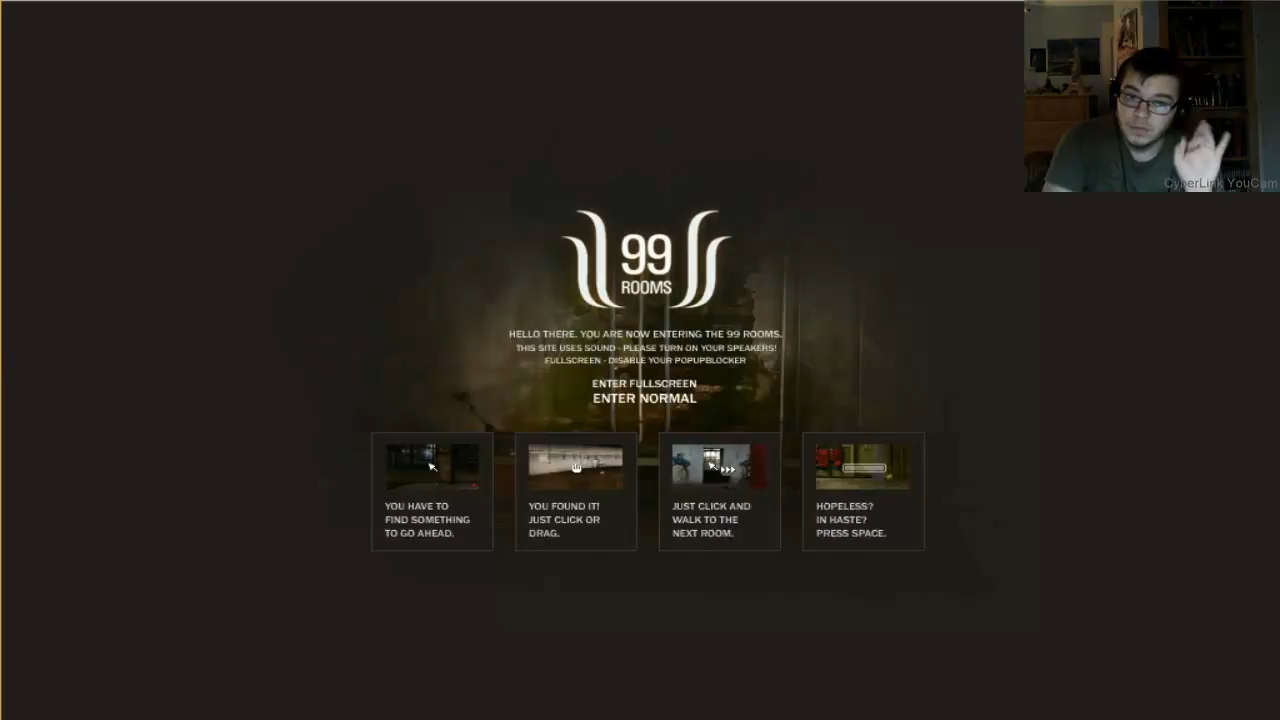 CyberLink YouCam
99
ROOMS
HELLO THERE. YOU ARE NOW ENTERING THE 99 ROOMS.
THIS SITE USES SOUND - PLEASE TURN ON YOUR SPEAKERS!
FULLSCREEN - DISABLE YOUR POPUPBLOCKER
ENTER FULLSCREEN
ENTER NORMAL
YOU HAVE TO
FIND SOMETHING
TO GO AHEAD.
YOU FOUND IT!
JUST CLICK OR
DRAG.
JUST CLICK AND
WALK TO THE
NEXT ROOM.
HOPELESS?
IN HASTE?
PRESS SPACE.